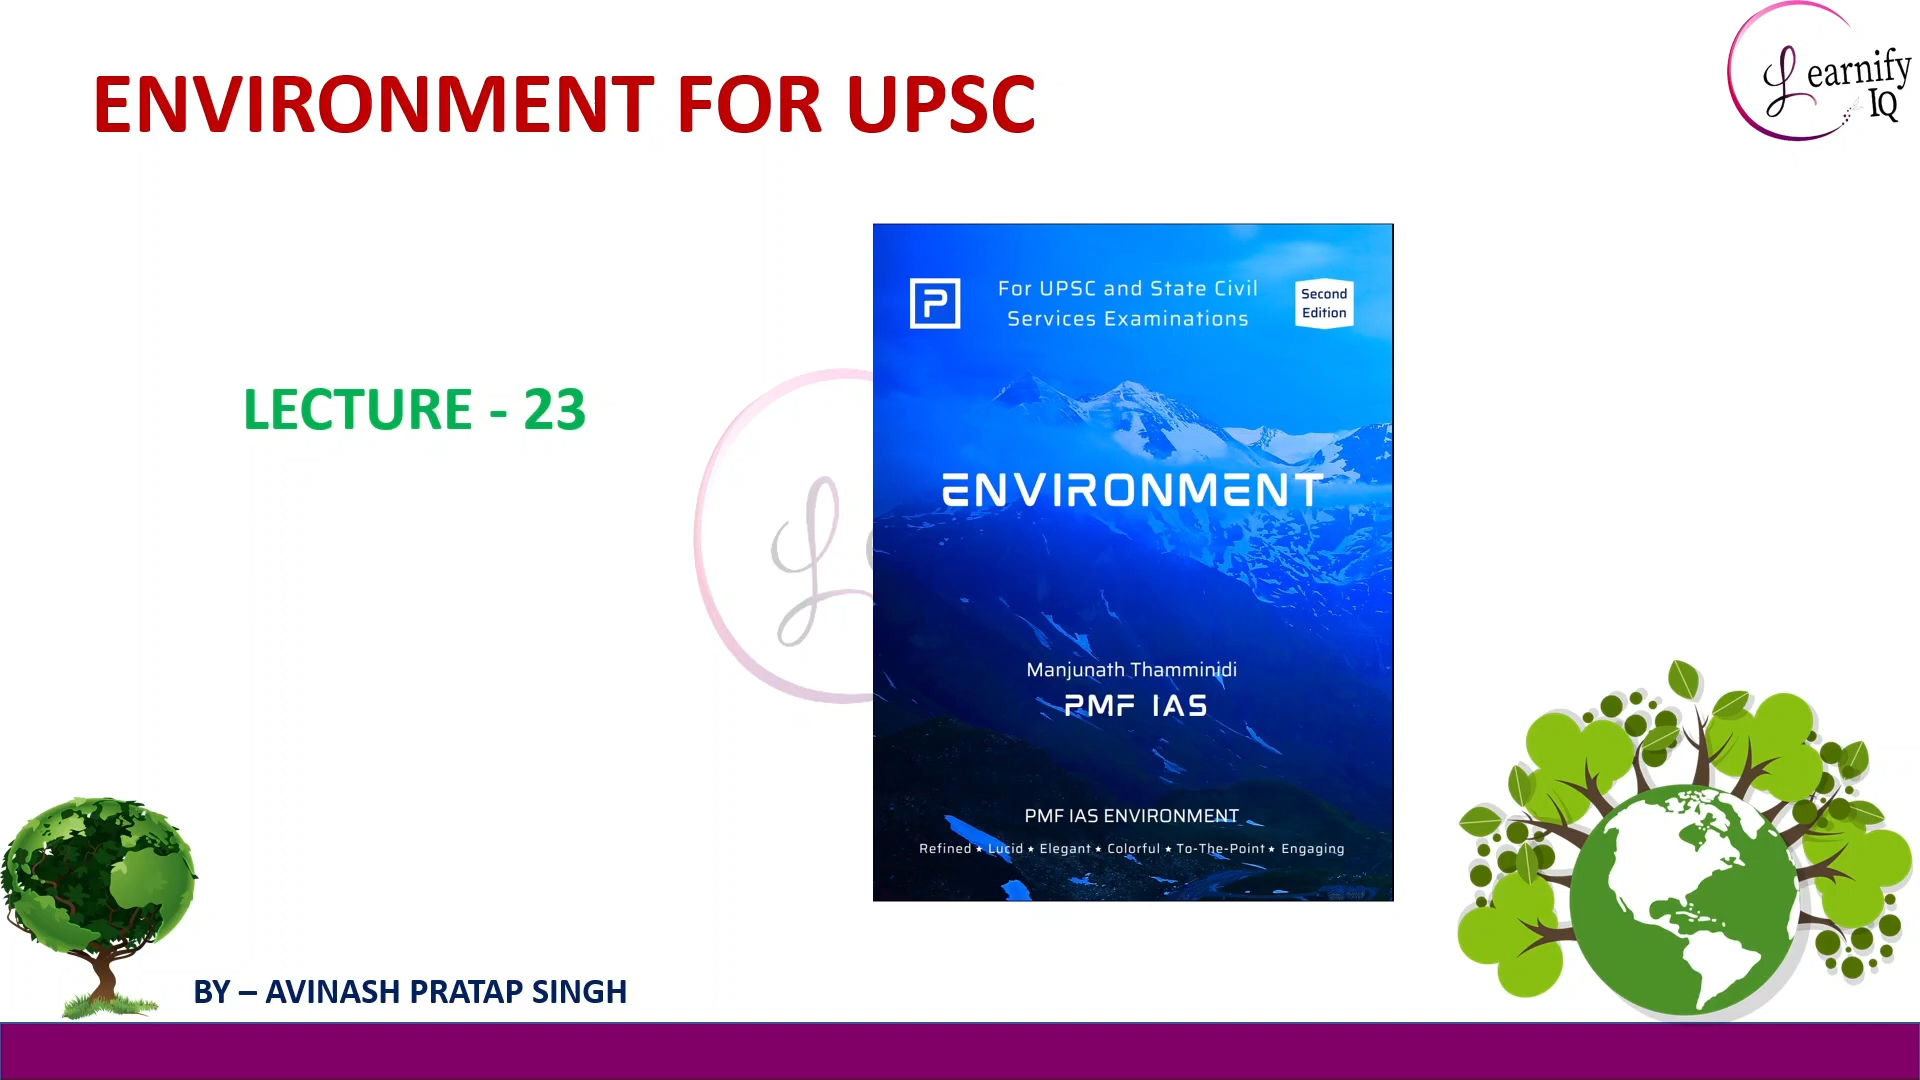 ENVIRONMENT FOR UPSC
Learnify
IQ
LECTURE - 23
P
For UPSC and State Civil
Services Examinations
Second
Edition
ENVIRONMENT
Manjunath Thamminidi
PMF IAS
PMF IAS ENVIRONMENT
Refined ★ Lucid ★ Elegant ★ Colorful ★ To-The-Point ★ Engaging
BY – AVINASH PRATAP SINGH